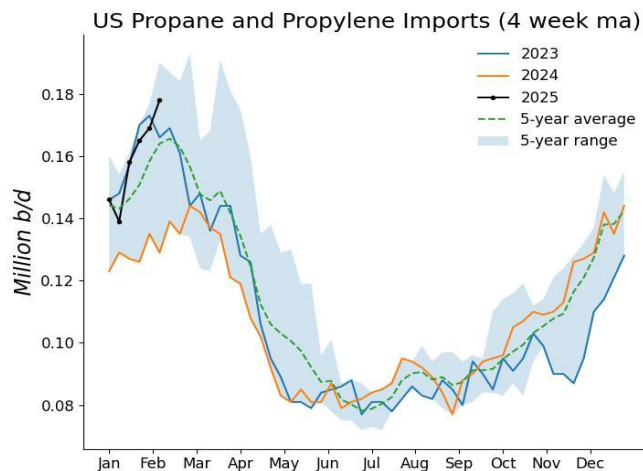 US Propane and Propylene Imports (4 week ma)
2023
2024
2025
5-year average
5-year range
Million b/d
0.18
0.16
0.14
0.12
0.10
0.08
Jan Feb Mar Apr May Jun Jul Aug Sep Oct Nov Dec